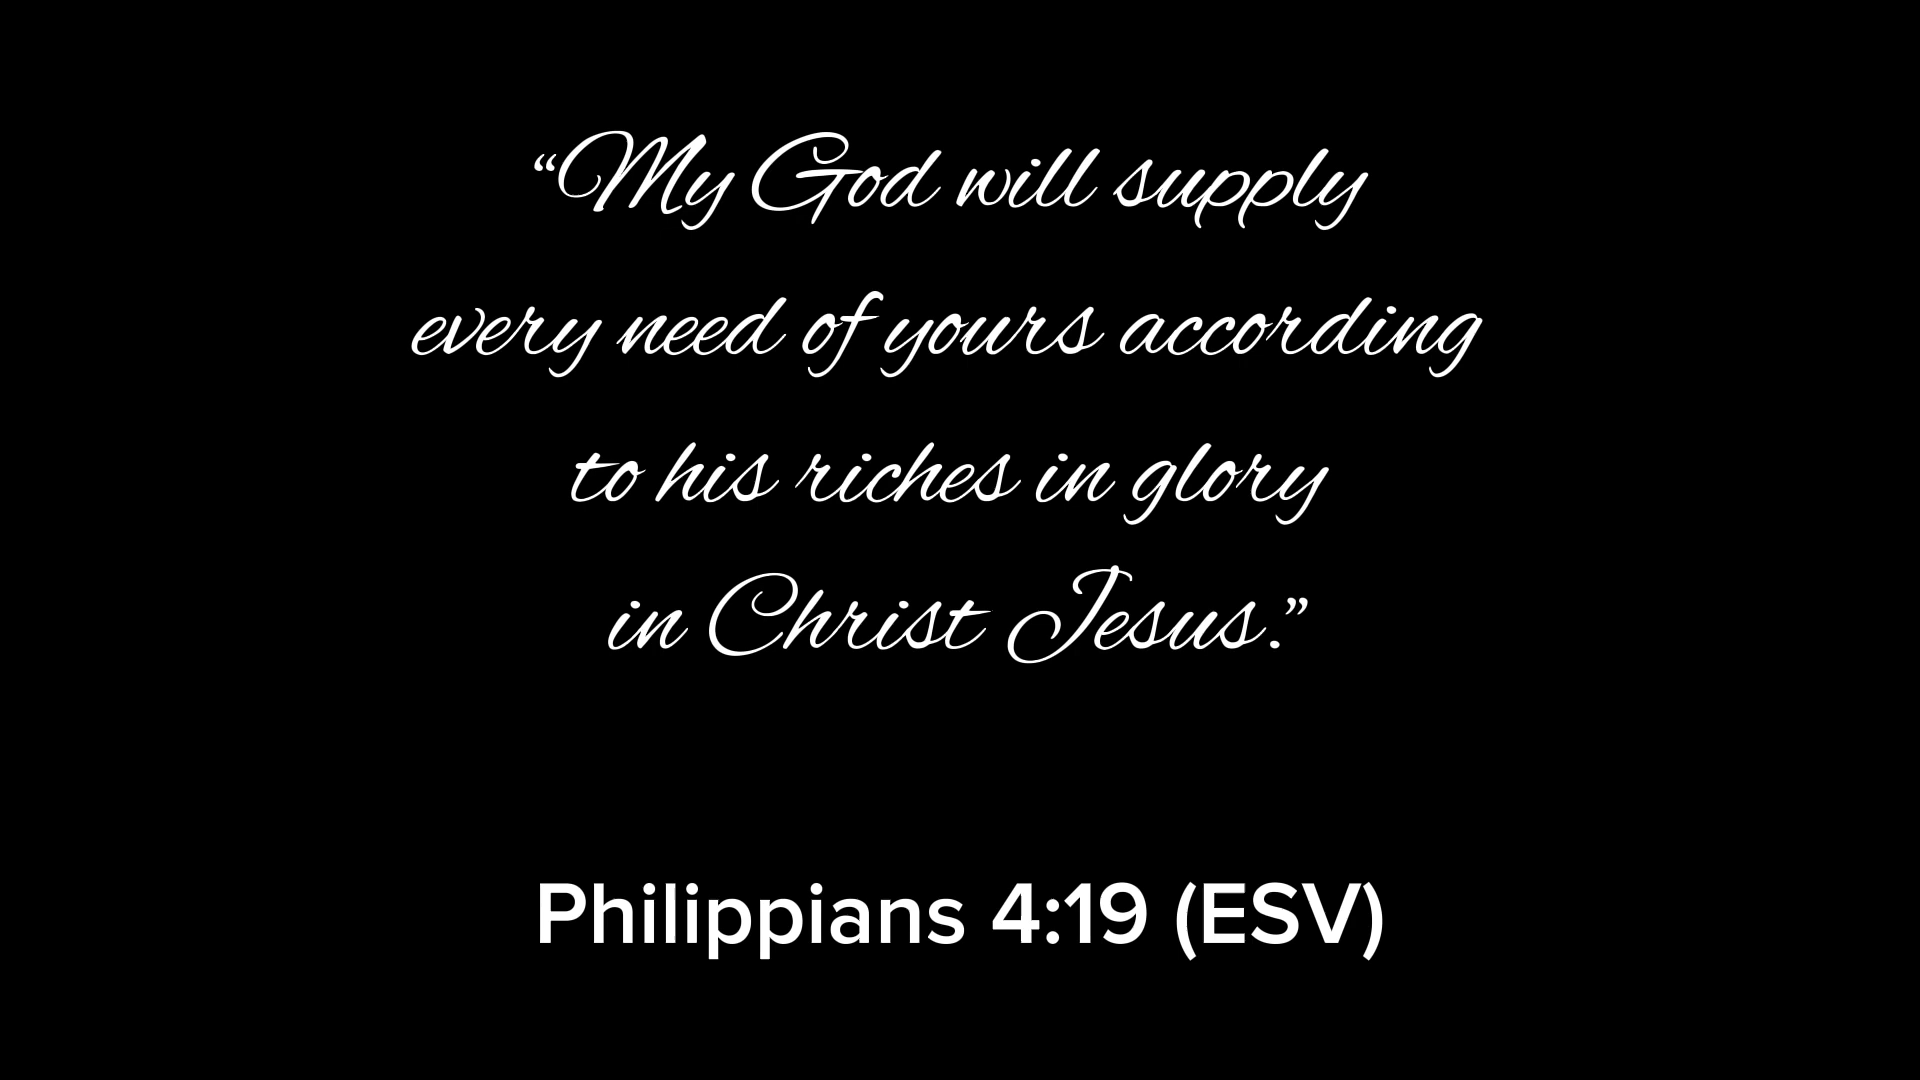 “My God will supply
every need of yours according
to his riches in glory
in Christ Jesus.”
Philippians 4:19 (ESV)